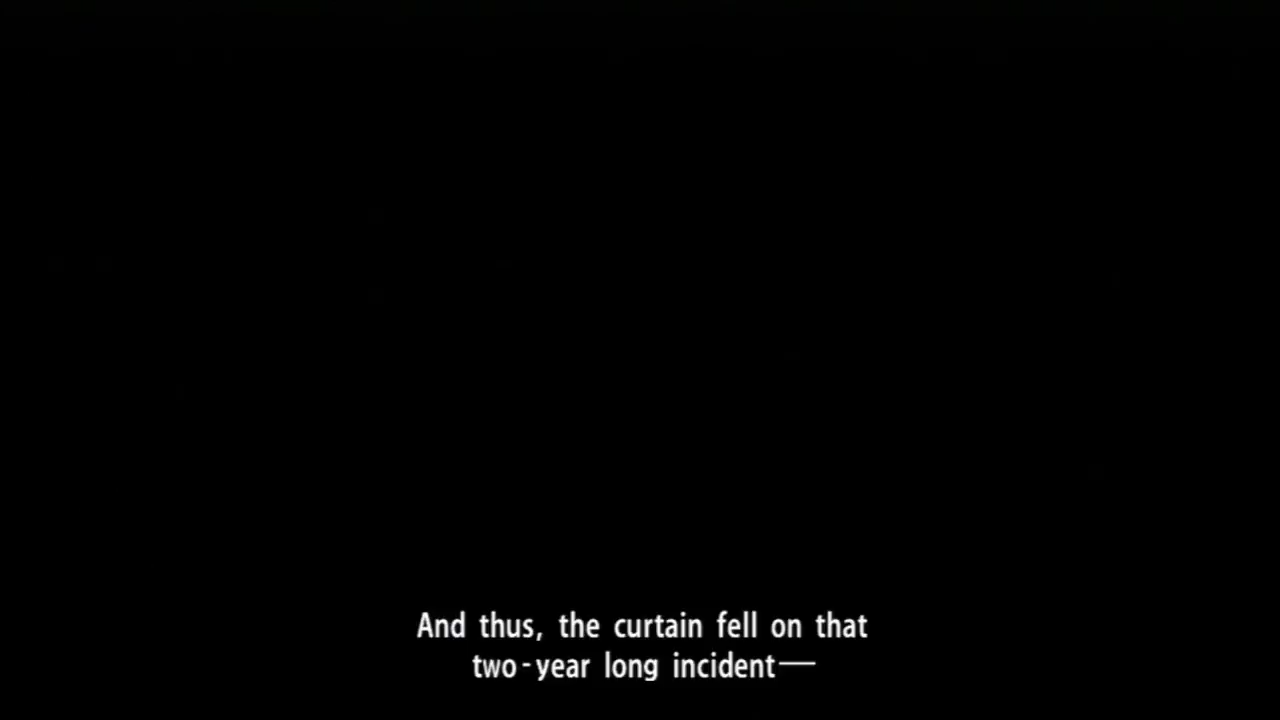 And thus, the curtain fell on that
two-year long incident—